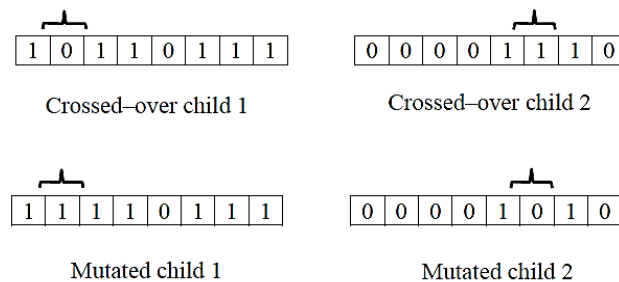 1 0 1 1 0 1 1 1
0 0 0 0 1 1 1 0
Crossed–over child 1
Crossed–over child 2
1 1 1 1 0 1 1 1
0 0 0 0 1 0 1 0
Mutated child 1
Mutated child 2